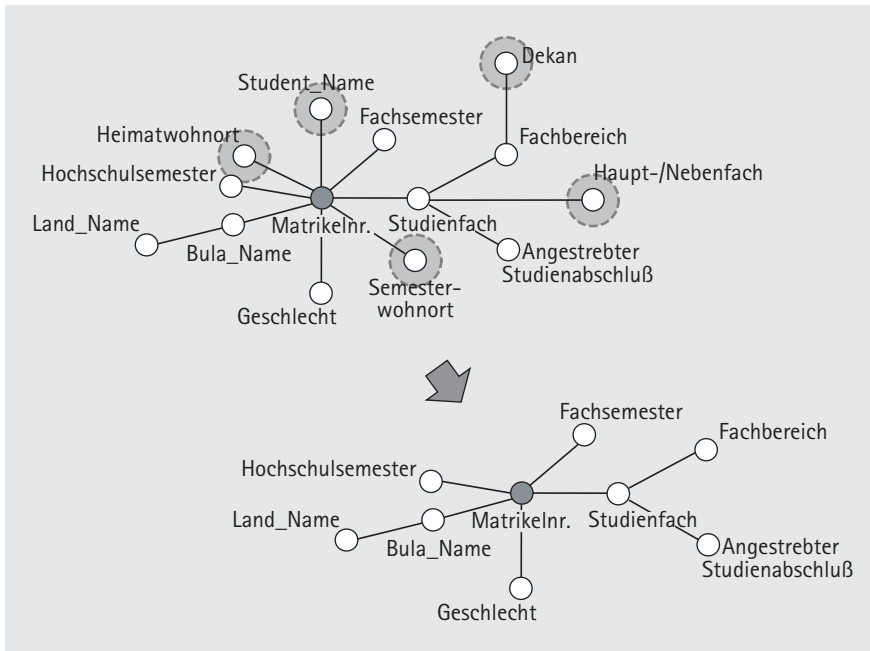 Dekan
Student_Name
Fachsemester
Heimatwohnort
Fachbereich
Hochschulsemester
Haupt-/Nebenfach
Land_Name
Matrikelnr.
Studienfach
Bula_Name
Angestrebter
Studienabschluß
Semester-
wohnort
Geschlecht
Fachsemester
Fachbereich
Hochschulsemester
Land_Name
Matrikelnr.
Studienfach
Bula_Name
Angestrebter
Studienabschluß
Geschlecht